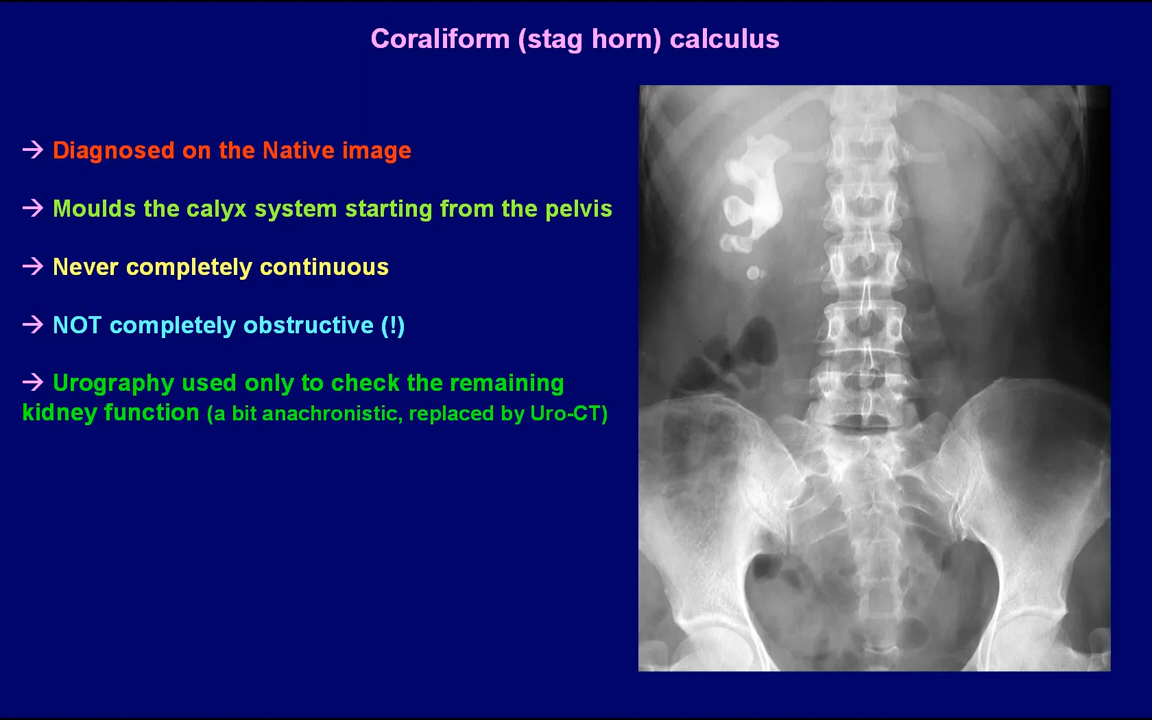 Coraliform (stag horn) calculus
→ Diagnosed on the Native image
→ Moulds the calyx system starting from the pelvis
→ Never completely continuous
→ NOT completely obstructive (!)
→ Urography used only to check the remaining
kidney function (a bit anachronistic, replaced by Uro-CT)